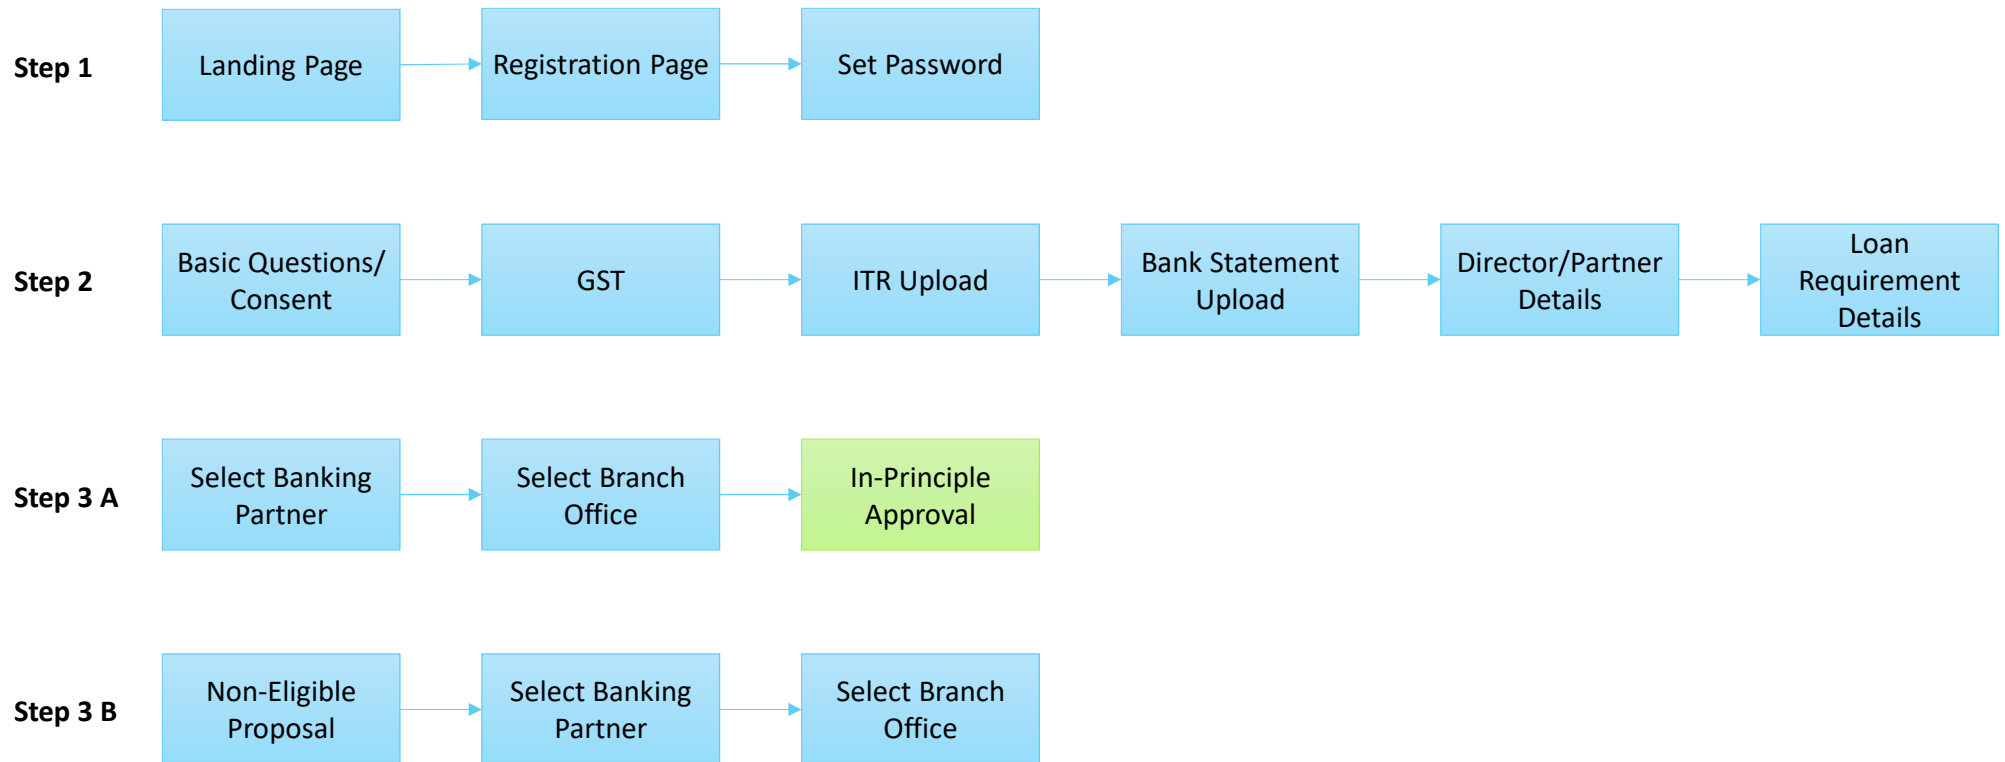 Step 1
Landing Page
Registration Page
Set Password
Step 2
Basic Questions/
Consent
GST
ITR Upload
Bank Statement
Upload
Director/Partner
Details
Loan
Requirement
Details
Step 3 A
Select Banking
Partner
Select Branch
Office
In-Principle
Approval
Step 3 B
Non-Eligible
Proposal
Select Banking
Partner
Select Branch
Office